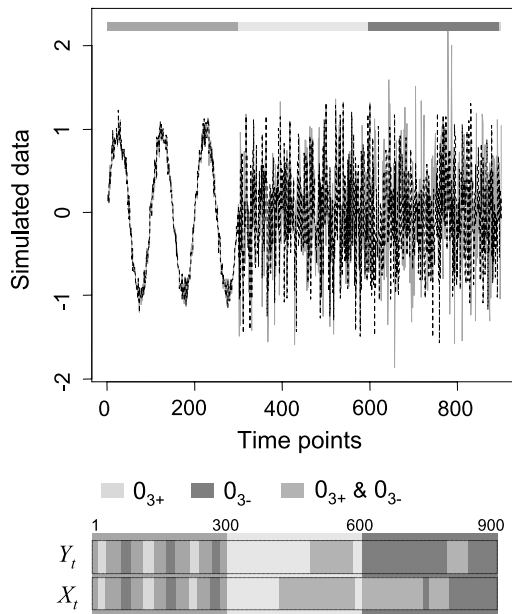 Simulated data
2
1
0
-1
-2
0 200 400 600 800
Time points
0₃₊ 0₃₋ 0₃₊ & 0₃₋
1 300 600 900
Yₜ
Xₜ